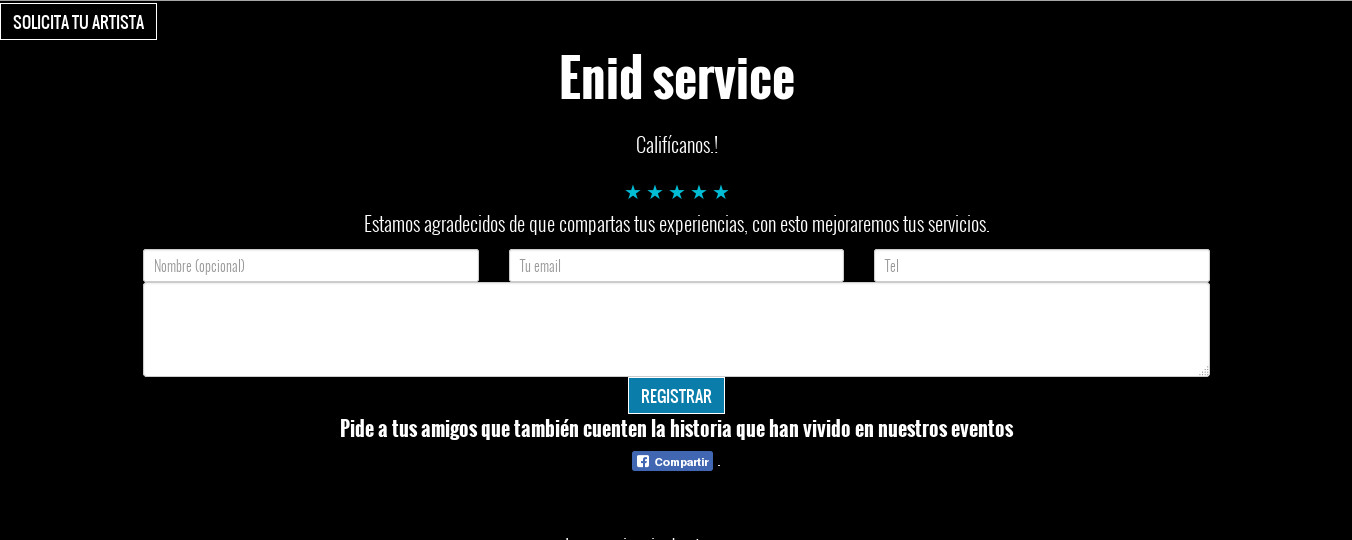 SOLICITA TU ARTISTA
Enid service
Califícanos.!
★ ★ ★ ★ ★
Estamos agradecidos de que compartas tus experiencias, con esto mejoraremos tus servicios.
Nombre (opcional) Tu email Tel
REGISTRAR
Pide a tus amigos que también cuenten la historia que han vivido en nuestros eventos
Compartir .